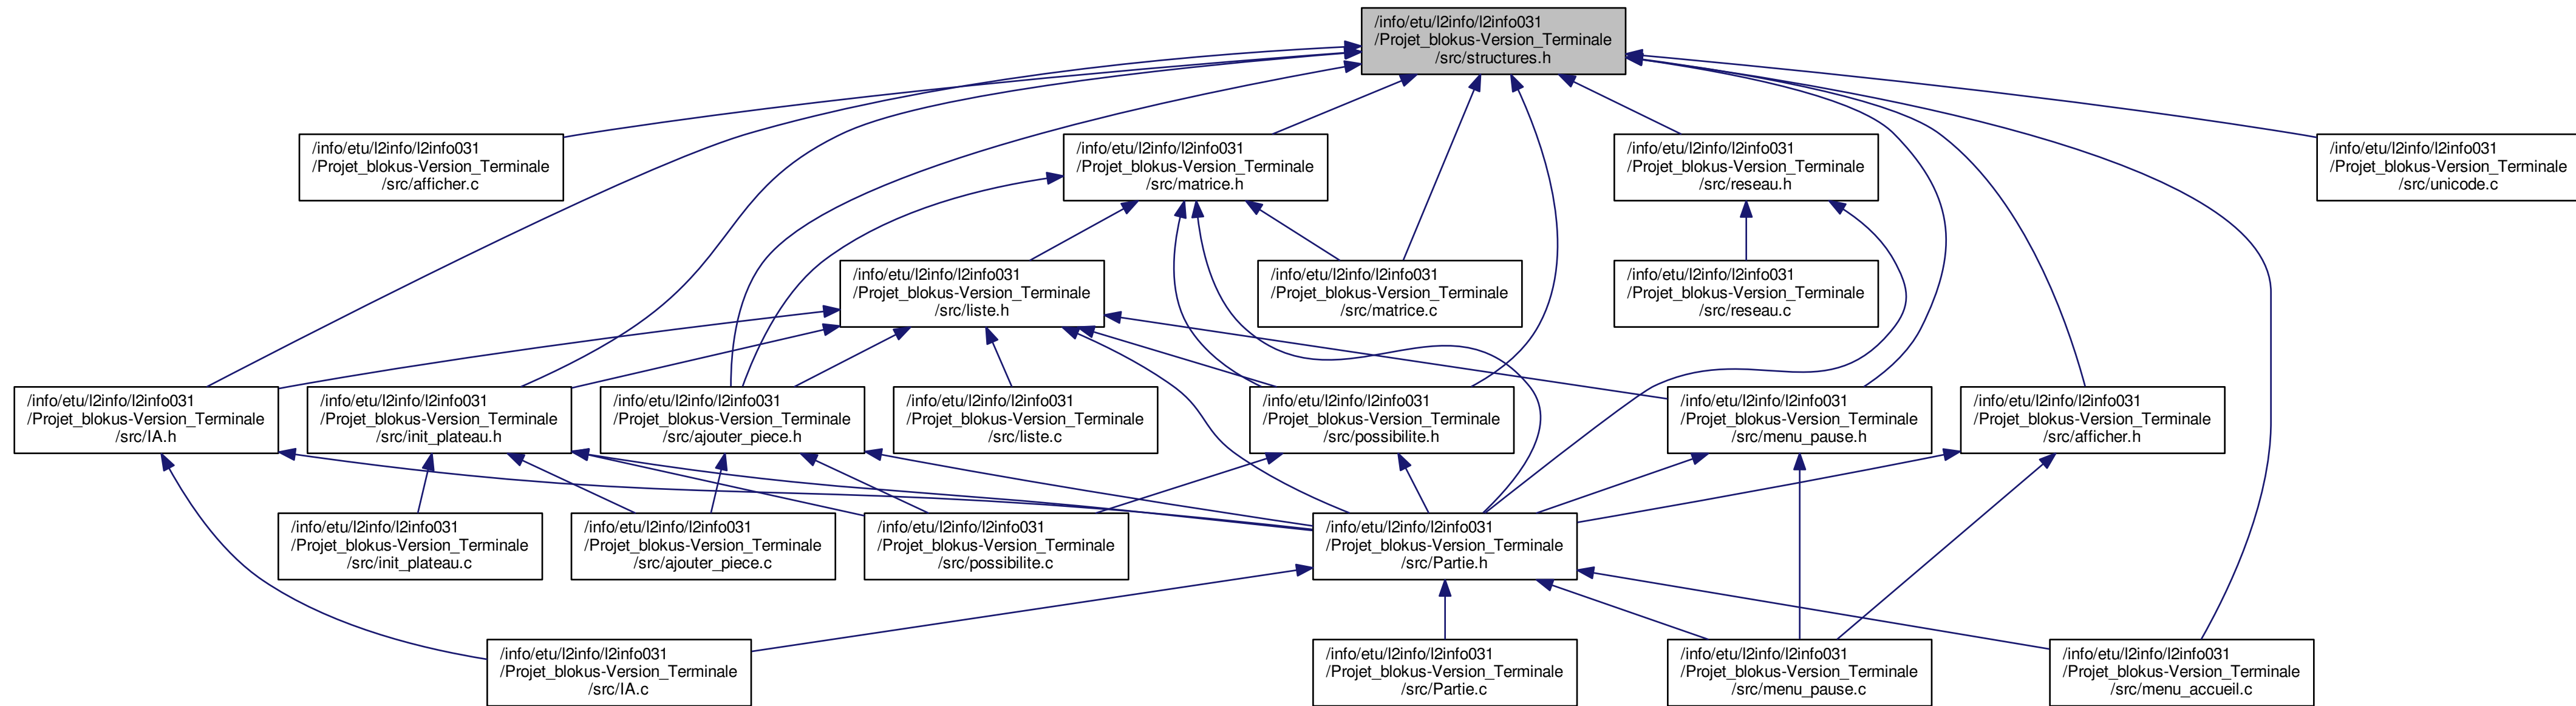 /info/etu/l2info/l2info031
/Projet_blokus-Version_Terminale
/src/structures.h
/info/etu/l2info/l2info031
/Projet_blokus-Version_Terminale
/src/afficher.c
/info/etu/l2info/l2info031
/Projet_blokus-Version_Terminale
/src/matrice.h
/info/etu/l2info/l2info031
/Projet_blokus-Version_Terminale
/src/reseau.h
/info/etu/l2info/l2info031
/Projet_blokus-Version_Terminale
/src/unicode.c
/info/etu/l2info/l2info031
/Projet_blokus-Version_Terminale
/src/liste.h
/info/etu/l2info/l2info031
/Projet_blokus-Version_Terminale
/src/matrice.c
/info/etu/l2info/l2info031
/Projet_blokus-Version_Terminale
/src/reseau.c
/info/etu/l2info/l2info031
/Projet_blokus-Version_Terminale
/src/IA.h
/info/etu/l2info/l2info031
/Projet_blokus-Version_Terminale
/src/init_plateau.h
/info/etu/l2info/l2info031
/Projet_blokus-Version_Terminale
/src/ajouter_piece.h
/info/etu/l2info/l2info031
/Projet_blokus-Version_Terminale
/src/liste.c
/info/etu/l2info/l2info031
/Projet_blokus-Version_Terminale
/src/possibilite.h
/info/etu/l2info/l2info031
/Projet_blokus-Version_Terminale
/src/menu_pause.h
/info/etu/l2info/l2info031
/Projet_blokus-Version_Terminale
/src/afficher.h
/info/etu/l2info/l2info031
/Projet_blokus-Version_Terminale
/src/init_plateau.c
/info/etu/l2info/l2info031
/Projet_blokus-Version_Terminale
/src/ajouter_piece.c
/info/etu/l2info/l2info031
/Projet_blokus-Version_Terminale
/src/possibilite.c
/info/etu/l2info/l2info031
/Projet_blokus-Version_Terminale
/src/Partie.h
/info/etu/l2info/l2info031
/Projet_blokus-Version_Terminale
/src/IA.c
/info/etu/l2info/l2info031
/Projet_blokus-Version_Terminale
/src/Partie.c
/info/etu/l2info/l2info031
/Projet_blokus-Version_Terminale
/src/menu_pause.c
/info/etu/l2info/l2info031
/Projet_blokus-Version_Terminale
/src/menu_accueil.c